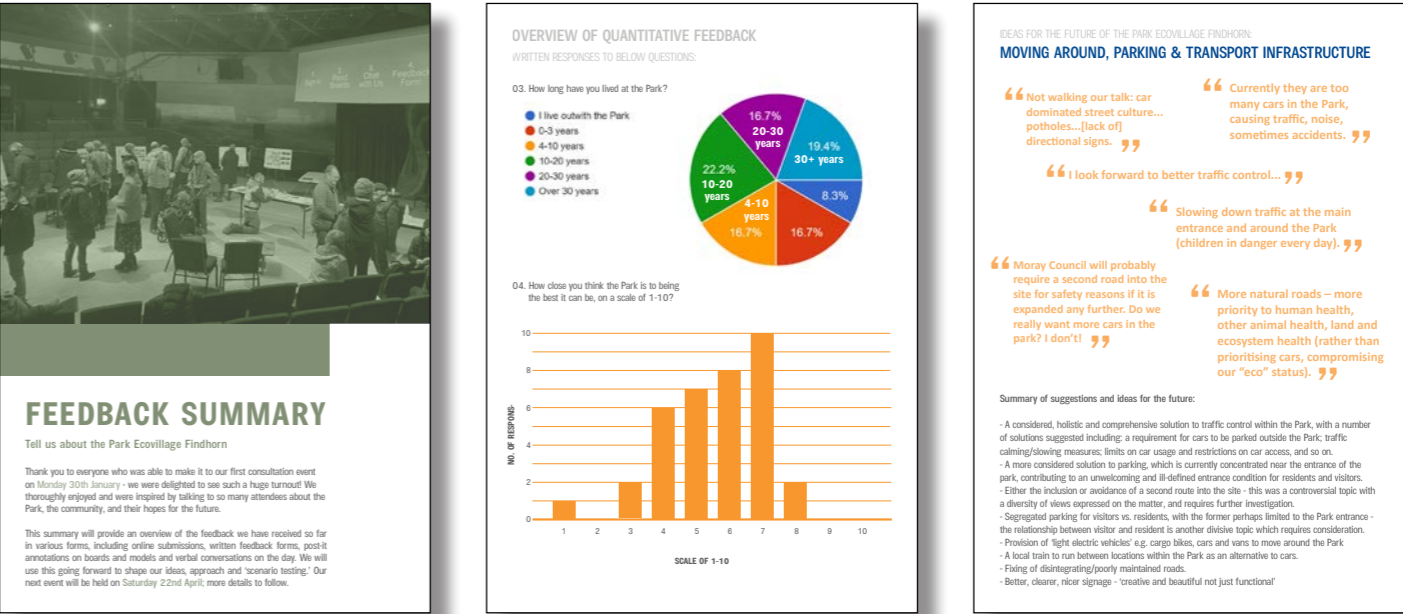 1. 2. 3. 4.
Chat
with Us
Feedback
Form
FEEDBACK SUMMARY
Tell us about the Park Ecovillage Findhorn
Thank you to everyone who was able to make it to our first consultation event
on Monday 30th January - we were delighted to see such a huge turnout! We
thoroughly enjoyed and were inspired by talking to so many attendees about the
Park, the community, and their hopes for the future.
This summary will provide an overview of the feedback we have received so far
in various forms, including online submissions, written feedback forms, post-it
annotations on boards and models and verbal conversations on the day. We will
use this going forward to shape our ideas, approach and 'scenario testing.' Our
next event will be held on Saturday 22nd April; more details to follow.
OVERVIEW OF QUANTITATIVE FEEDBACK
WRITTEN RESPONSES TO BELOW QUESTIONS:
03. How long have you lived at the Park?
I live outwith the Park
0-3 years
4-10 years
10-20 years
20-30 years
Over 30 years
16.7%
20-30
years
19.4%
30+ years
22.2%
10-20
years
8.3%
4-10
years
16.7%
16.7%
04. How close you think the Park is to being
the best it can be, on a scale of 1-10?
NO. OF RESPONS-
10
8
6
4
2
0
1 2 3 4 5 6 7 8 9 10
SCALE OF 1-10
IDEAS FOR THE FUTURE OF THE PARK ECOVILLAGE FINDHORN:
MOVING AROUND, PARKING & TRANSPORT INFRASTRUCTURE
“Not walking our talk: car
dominated street culture...
potholes...[lack of]
directional signs. ”
“ Currently they are too
many cars in the Park,
causing traffic, noise,
sometimes accidents. ”
“ I look forward to better traffic control... ”
“ Slowing down traffic at the main
entrance and around the Park
(children in danger every day). ”
“ Moray Council will probably
require a second road into the
site for safety reasons if it is
expanded any further. Do we
really want more cars in the
park? I don't! ”
“ More natural roads – more
priority to human health,
other animal health, land and
ecosystem health (rather than
prioritising cars, compromising
our “eco” status). ”
Summary of suggestions and ideas for the future:
- A considered, holistic and comprehensive solution to traffic control within the Park, with a number
of solutions suggested including: a requirement for cars to be parked outside the Park; traffic
calming/slowing measures; limits on car usage and restrictions on car access, and so on.
- A more considered solution to parking, which is currently concentrated near the entrance of the
park, contributing to an unwelcoming and ill-defined entrance condition for residents and visitors.
- Either the inclusion or avoidance of a second route into the site - this was a controversial topic with
a diversity of views expressed on the matter, and requires further investigation.
- Segregated parking for visitors vs. residents, with the former perhaps limited to the Park entrance -
the relationship between visitor and resident is another divisive topic which requires consideration.
- Provision of 'light electric vehicles' e.g. cargo bikes, cars and vans to move around the Park
- A local train to run between locations within the Park as an alternative to cars.
- Fixing of disintegrating/poorly maintained roads.
- Better, clearer, nicer signage - 'creative and beautiful not just functional'